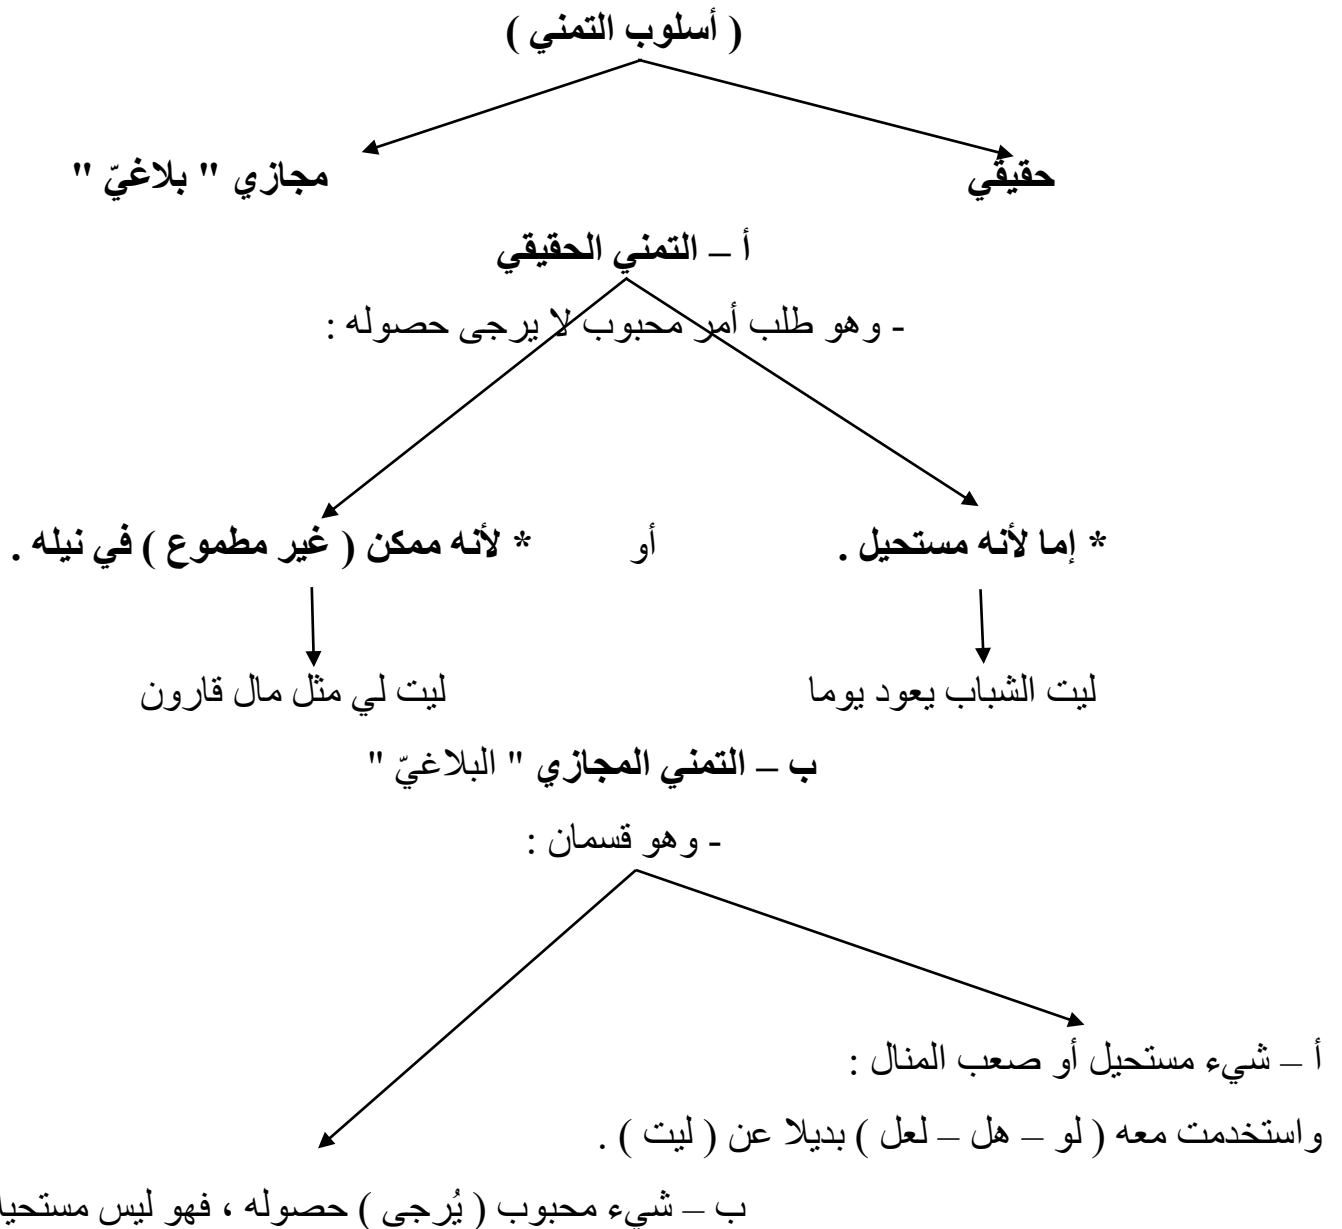 ( أسلوب التمني )
حقيقي مجازي " بلاغيّ "
أ – التمني الحقيقي
- وهو طلب أمر محبوب لا يرجى حصوله :
* إما لأنه مستحيل . أو * لأنه ممكن ( غير مطموع ) في نيله .
ليت الشباب يعود يوما ليت لي مثل مال قارون
ب – التمني المجازي " البلاغيّ "
- وهو قسمان :
أ – شيء مستحيل أو صعب المنال :
واستخدمت معه ( لو – هل – لعل ) بديلا عن ( ليت ) .
ب – شيء محبوب ( يُرجى ) حصوله ، فهو ليس